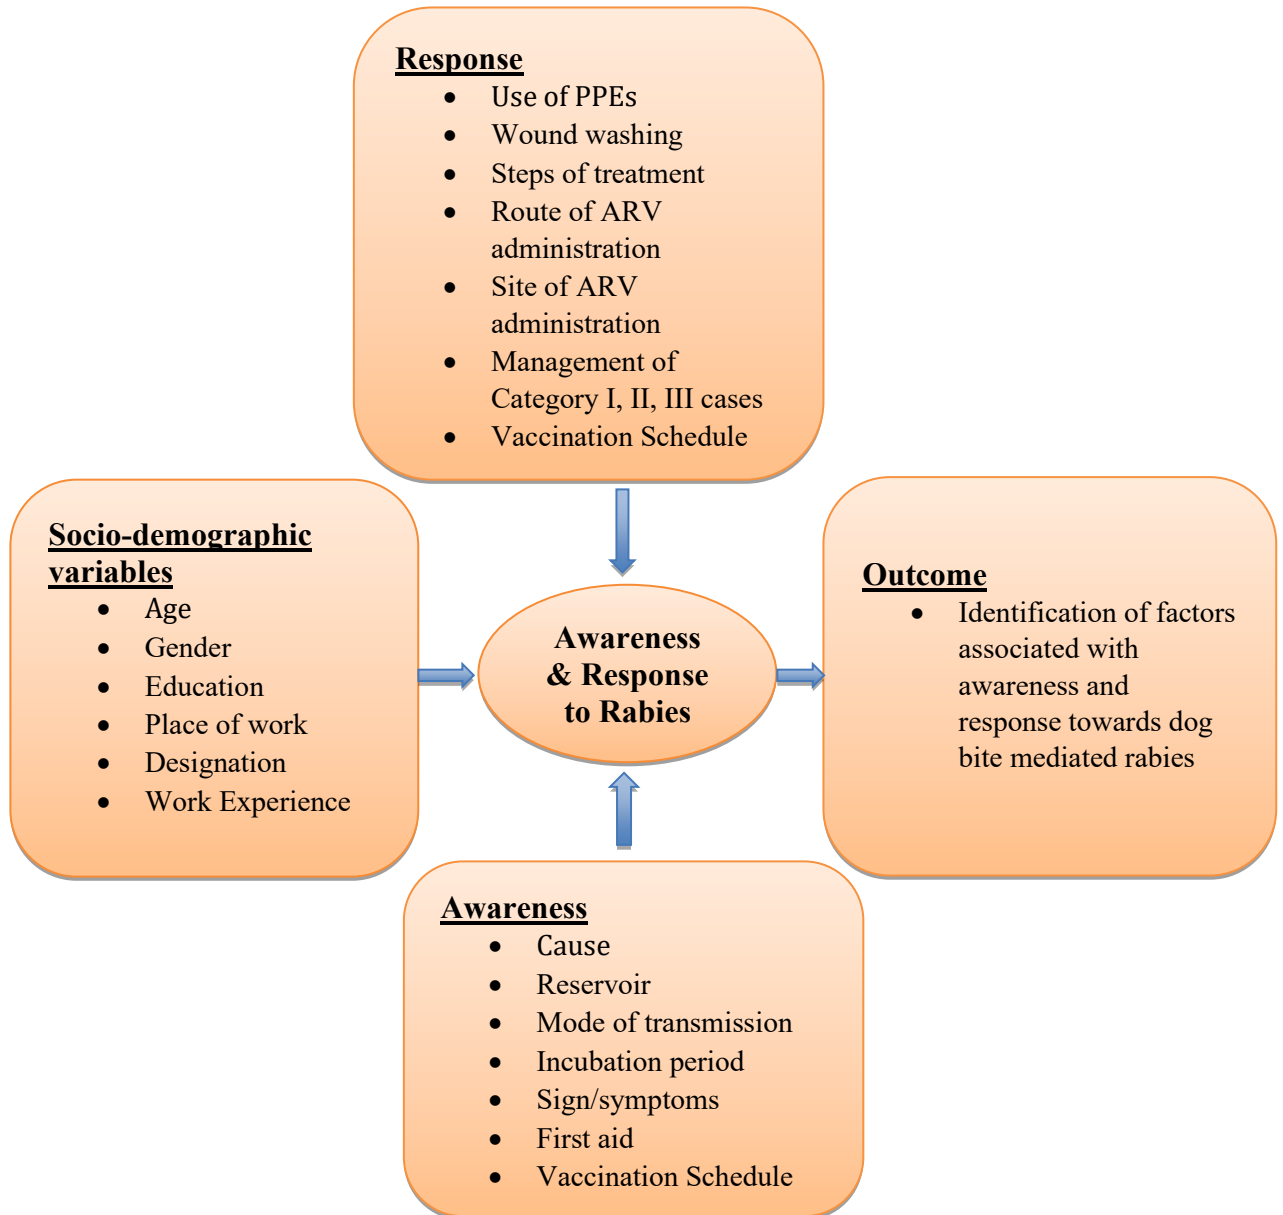 Response
• Use of PPEs
• Wound washing
• Steps of treatment
• Route of ARV
administration
• Site of ARV
administration
• Management of
Category I, II, III cases
• Vaccination Schedule
Socio-demographic
variables
• Age
• Gender
• Education
• Place of work
• Designation
• Work Experience
Awareness
& Response
to Rabies
Outcome
• Identification of factors
associated with
awareness and
response towards dog
bite mediated rabies
Awareness
• Cause
• Reservoir
• Mode of transmission
• Incubation period
• Sign/symptoms
• First aid
• Vaccination Schedule